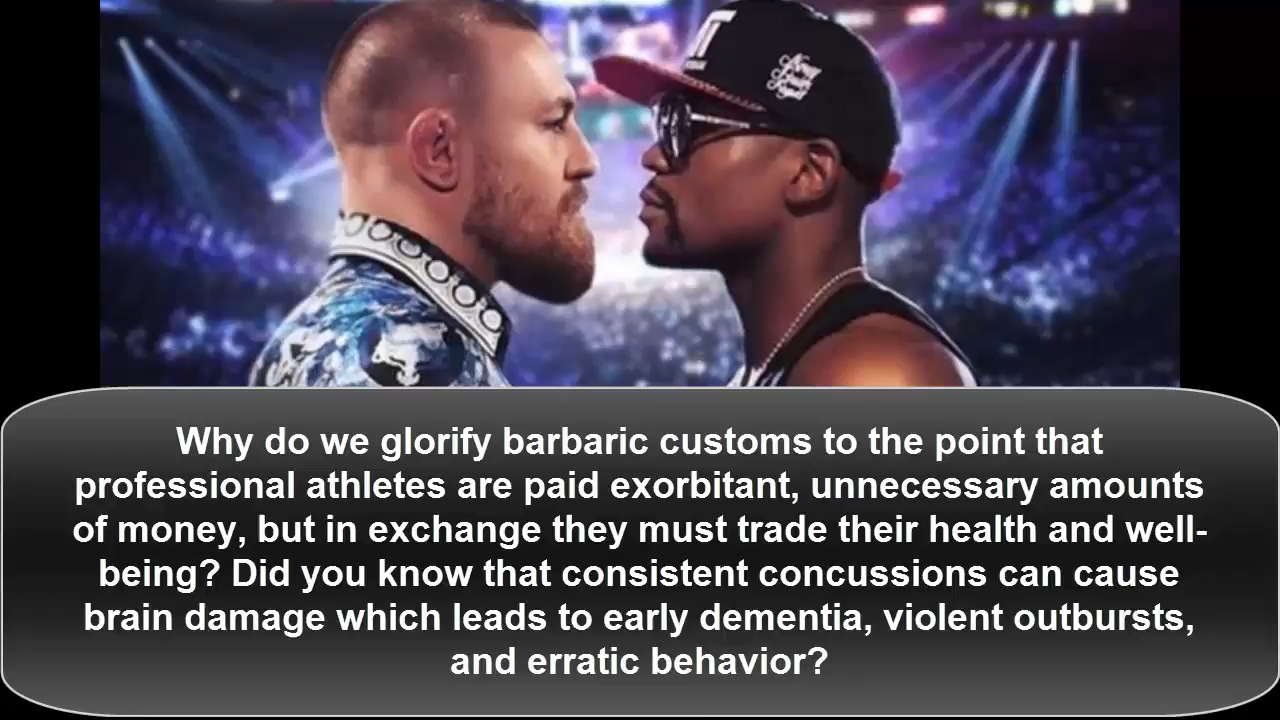 Why do we glorify barbaric customs to the point that
professional athletes are paid exorbitant, unnecessary amounts
of money, but in exchange they must trade their health and well-
being? Did you know that consistent concussions can cause
brain damage which leads to early dementia, violent outbursts,
and erratic behavior?